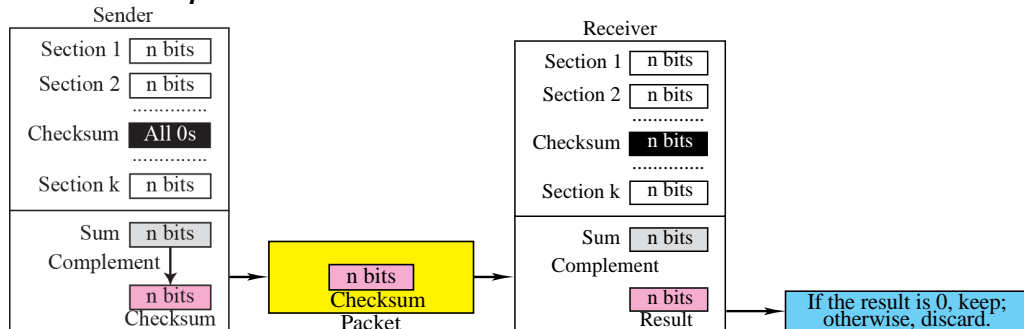 Sender
Section 1 n bits
Section 2 n bits
.............
Checksum All 0s
.............
Section k n bits
Sum n bits
Complement
n bits
Checksum
n bits
Checksum
Packet
Receiver
Section 1 n bits
Section 2 n bits
.............
Checksum n bits
.............
Section k n bits
Sum n bits
Complement
n bits
Result
If the result is 0, keep;
otherwise, discard.